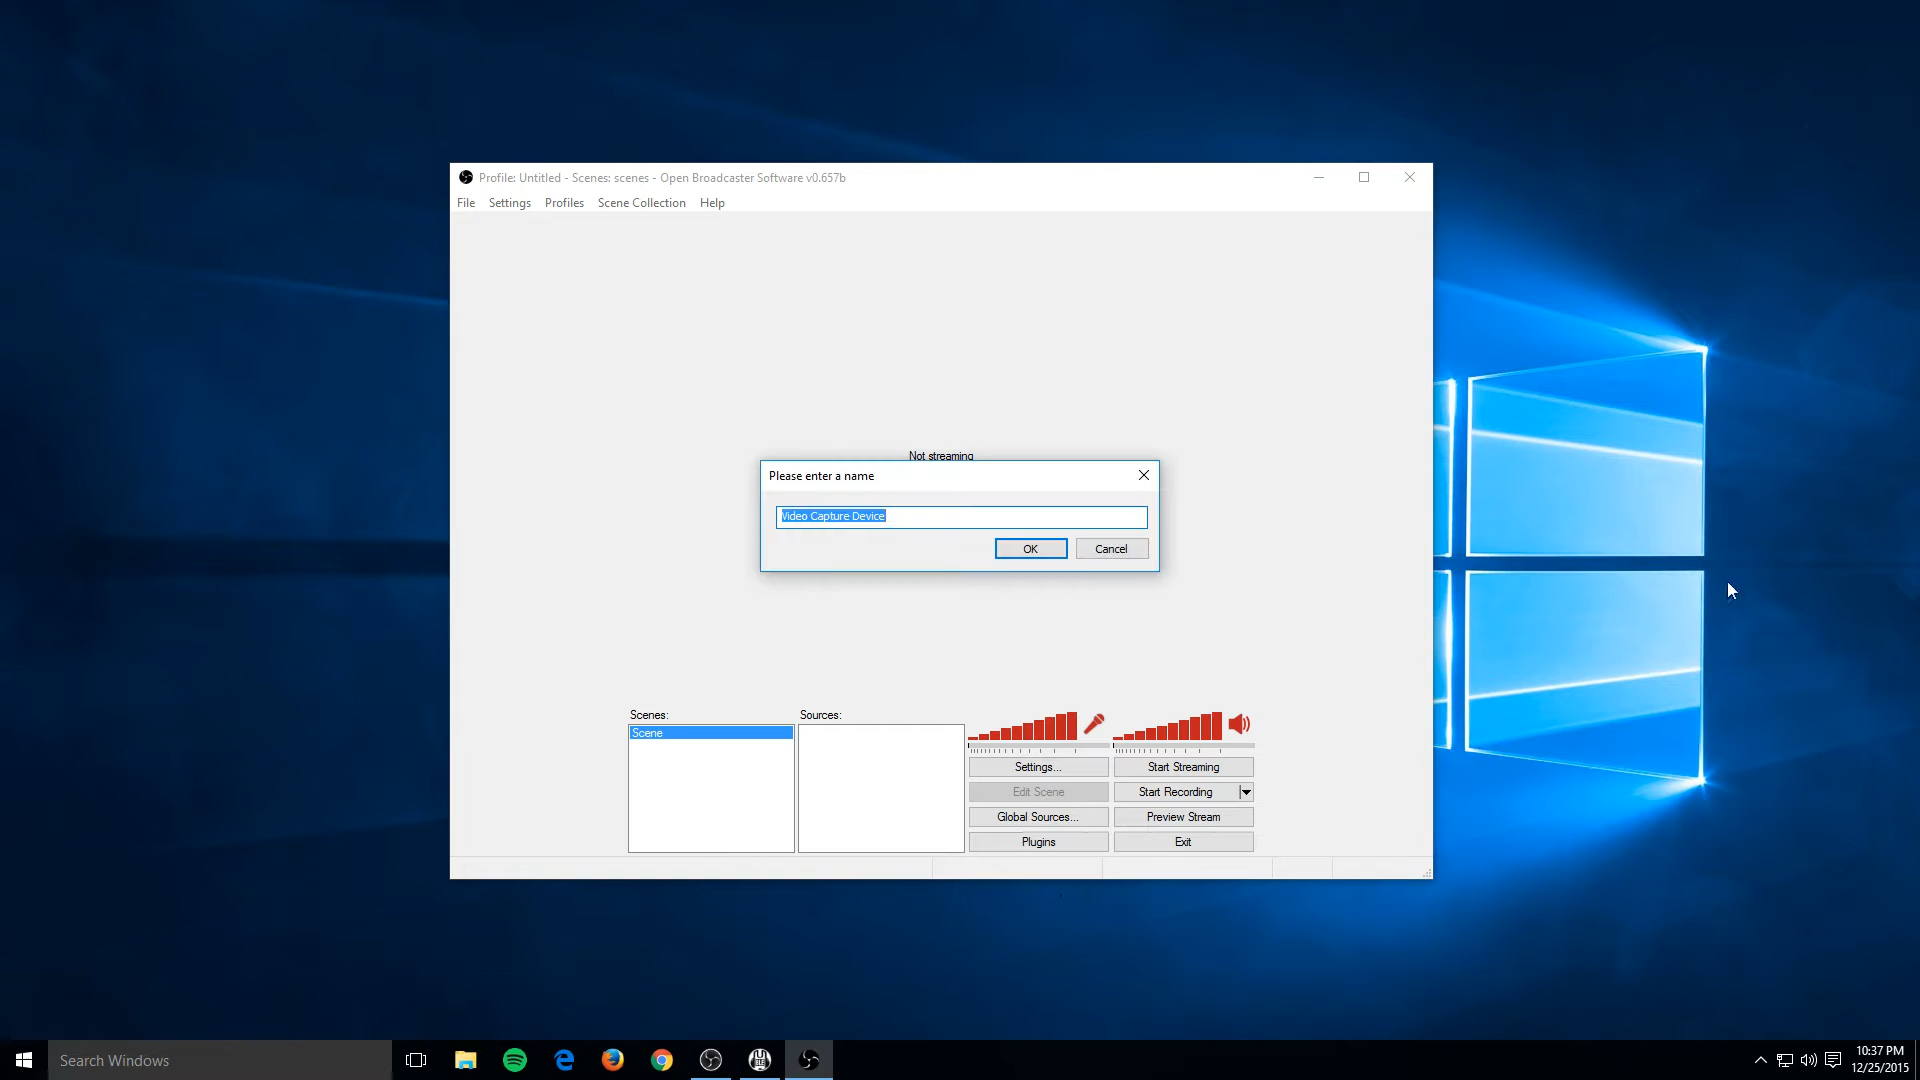 Profile: Untitled - Scenes: scenes - Open Broadcaster Software v0.657b
File Settings Profiles Scene Collection Help
Not streaming
Please enter a name
Video Capture Device
OK Cancel
Scenes: Sources:
Scene
Settings... Start Streaming
Edit Scene Start Recording
Global Sources... Preview Stream
Plugins Exit
Search Windows
10:37 PM
12/25/2015